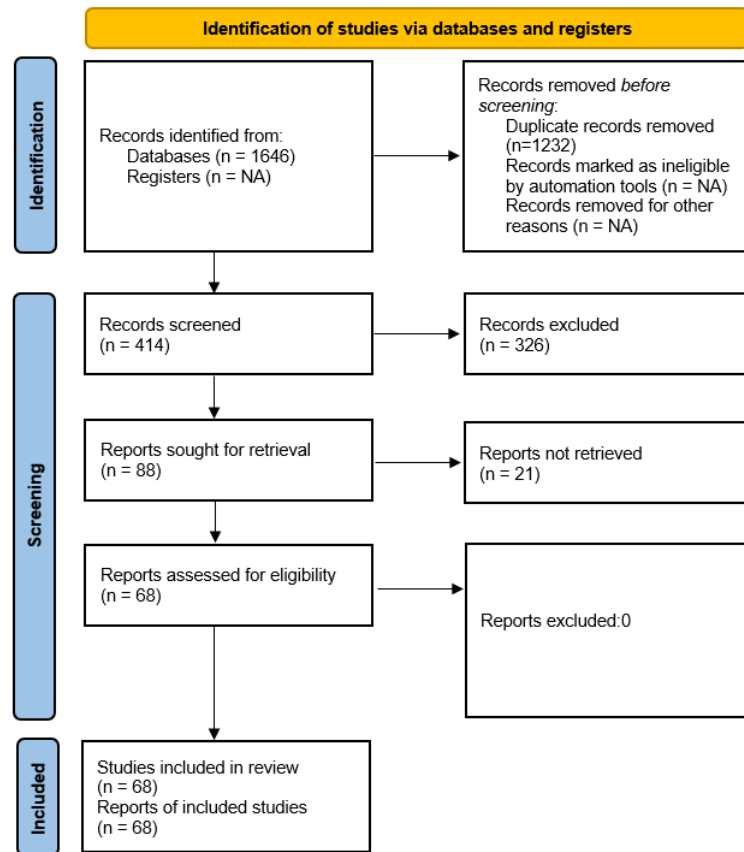 Identification of studies via databases and registers
Identification
Records identified from:
Databases (n = 1646)
Registers (n = NA)
Records removed before
screening:
Duplicate records removed
(n=1232)
Records marked as ineligible
by automation tools (n = NA)
Records removed for other
reasons (n = NA)
Screening
Records screened
(n = 414)
Records excluded
(n = 326)
Reports sought for retrieval
(n = 88)
Reports not retrieved
(n = 21)
Reports assessed for eligibility
(n = 68)
Reports excluded:0
Included
Studies included in review
(n = 68)
Reports of included studies
(n = 68)